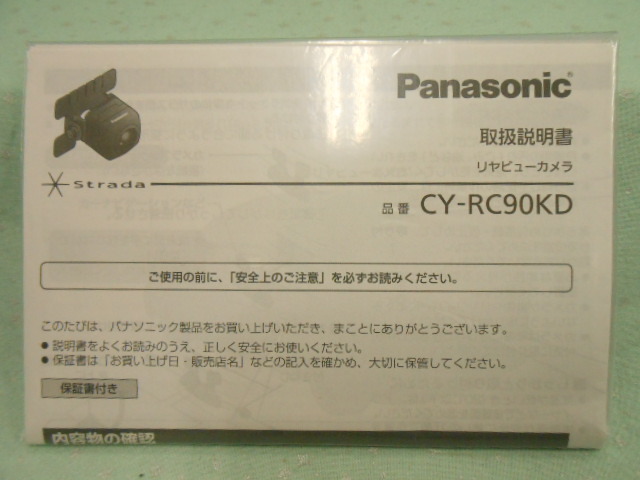 Panasonic
取扱説明書
リヤビューカメラ
Strada
品番 CY-RC90KD
ご使用の前に、「安全上のご注意」を必ずお読みください。
このたびは、パナソニック製品をお買い上げいただき、まことにありがとうございます。
● 説明書をよくお読みのうえ、正しく安全にお使いください。
● 保証書は「お買い上げ日・販売店名」などの記入を確かめ、大切に保管してください。
保証書付き
内容物の確認